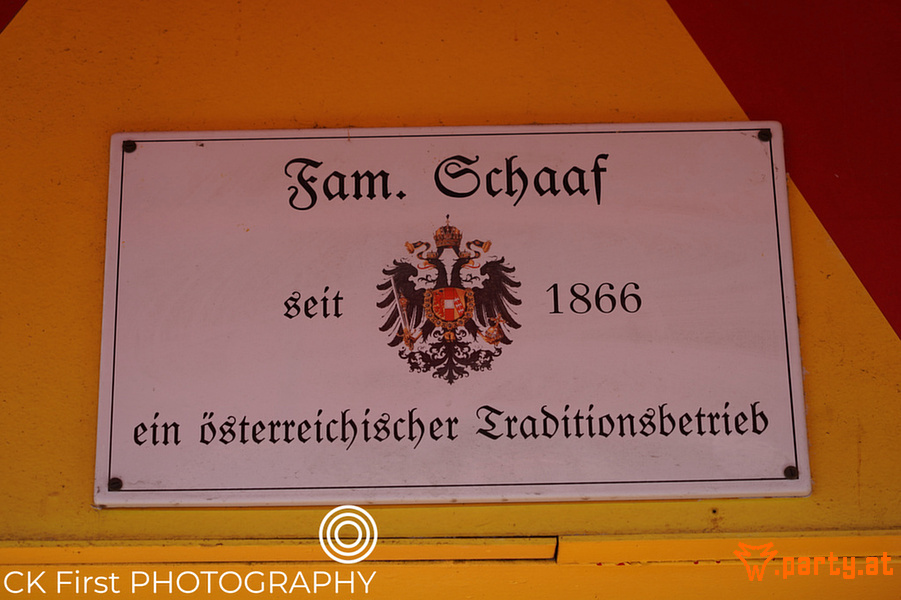 Fam. Schaaf
seit 1866
ein österreichischer Traditionsbetrieb
CK First PHOTOGRAPHY
w.party.at